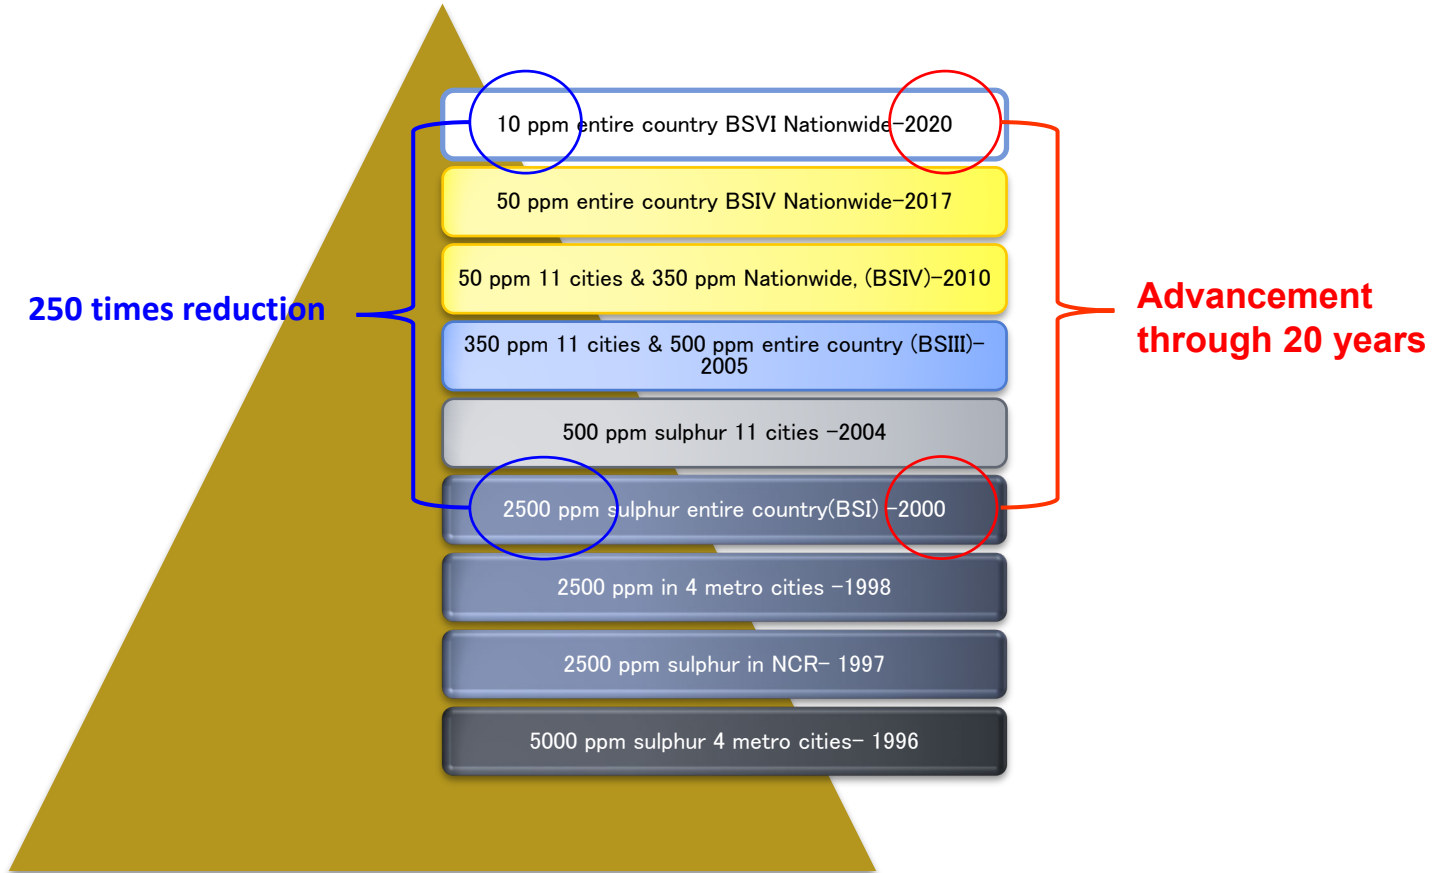 10 ppm entire country BSVI Nationwide-2020
50 ppm entire country BSIV Nationwide-2017
50 ppm 11 cities & 350 ppm Nationwide, (BSIV)-2010
250 times reduction
Advancement
through 20 years
350 ppm 11 cities & 500 ppm entire country (BSIII)-
2005
500 ppm sulphur 11 cities -2004
2500 ppm sulphur entire country(BSI) -2000
2500 ppm in 4 metro cities -1998
2500 ppm sulphur in NCR- 1997
5000 ppm sulphur 4 metro cities- 1996